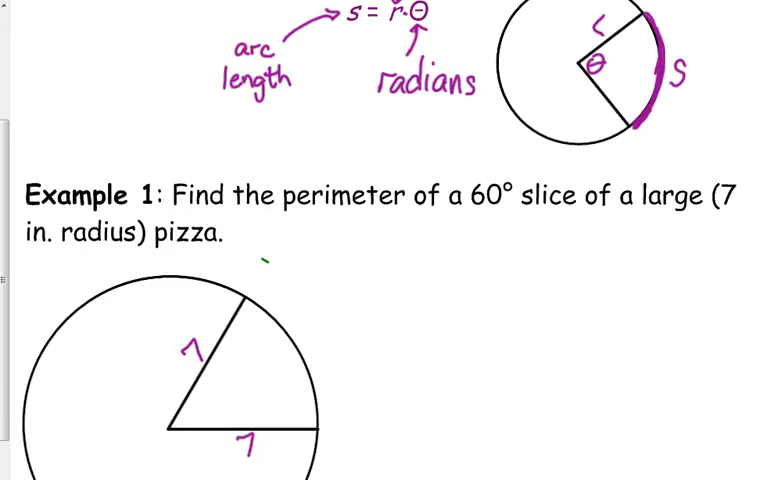 s = r·θ
arc
length
radians
r
θ
s
Example 1: Find the perimeter of a 60° slice of a large (7
in. radius) pizza.
7
7